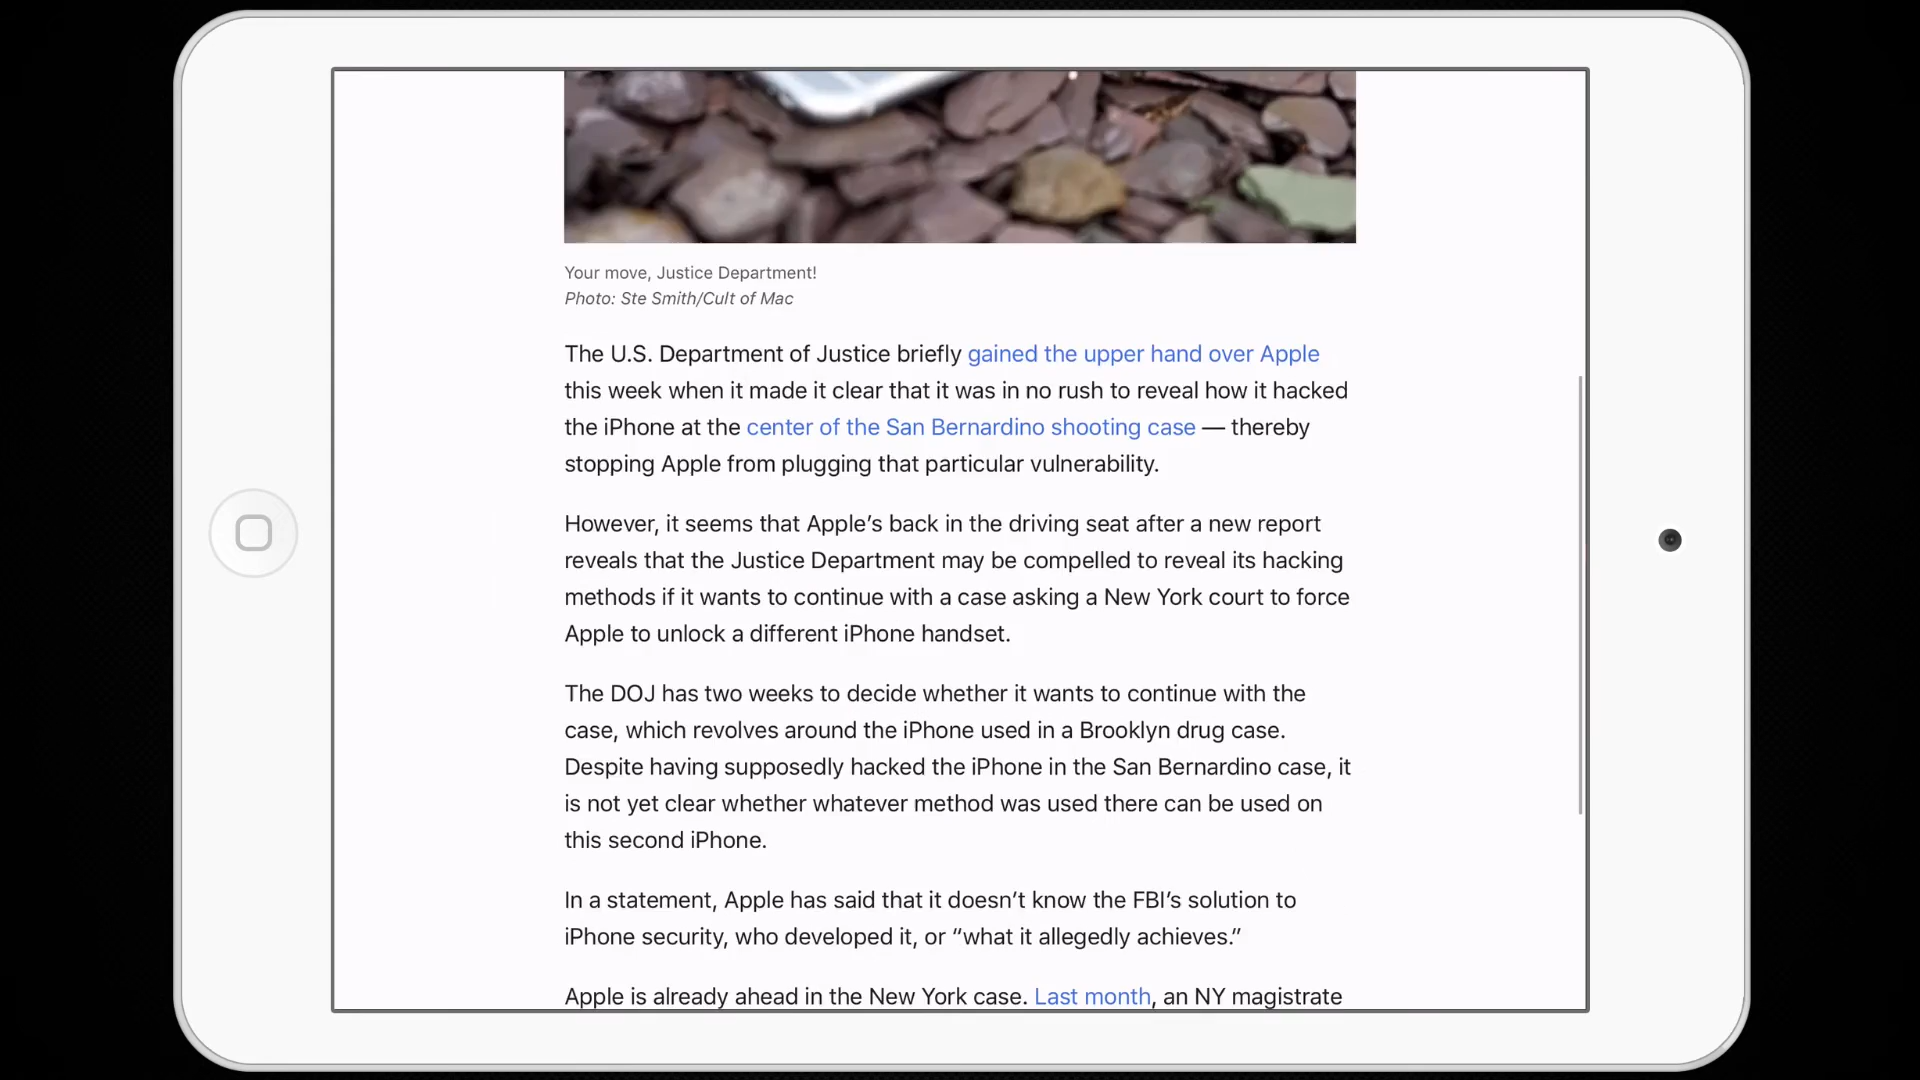 Your move, Justice Department!
Photo: Ste Smith/Cult of Mac
The U.S. Department of Justice briefly gained the upper hand over Apple
this week when it made it clear that it was in no rush to reveal how it hacked
the iPhone at the center of the San Bernardino shooting case — thereby
stopping Apple from plugging that particular vulnerability.
However, it seems that Apple’s back in the driving seat after a new report
reveals that the Justice Department may be compelled to reveal its hacking
methods if it wants to continue with a case asking a New York court to force
Apple to unlock a different iPhone handset.
The DOJ has two weeks to decide whether it wants to continue with the
case, which revolves around the iPhone used in a Brooklyn drug case.
Despite having supposedly hacked the iPhone in the San Bernardino case, it
is not yet clear whether whatever method was used there can be used on
this second iPhone.
In a statement, Apple has said that it doesn’t know the FBI’s solution to
iPhone security, who developed it, or “what it allegedly achieves.”
Apple is already ahead in the New York case. Last month, an NY magistrate